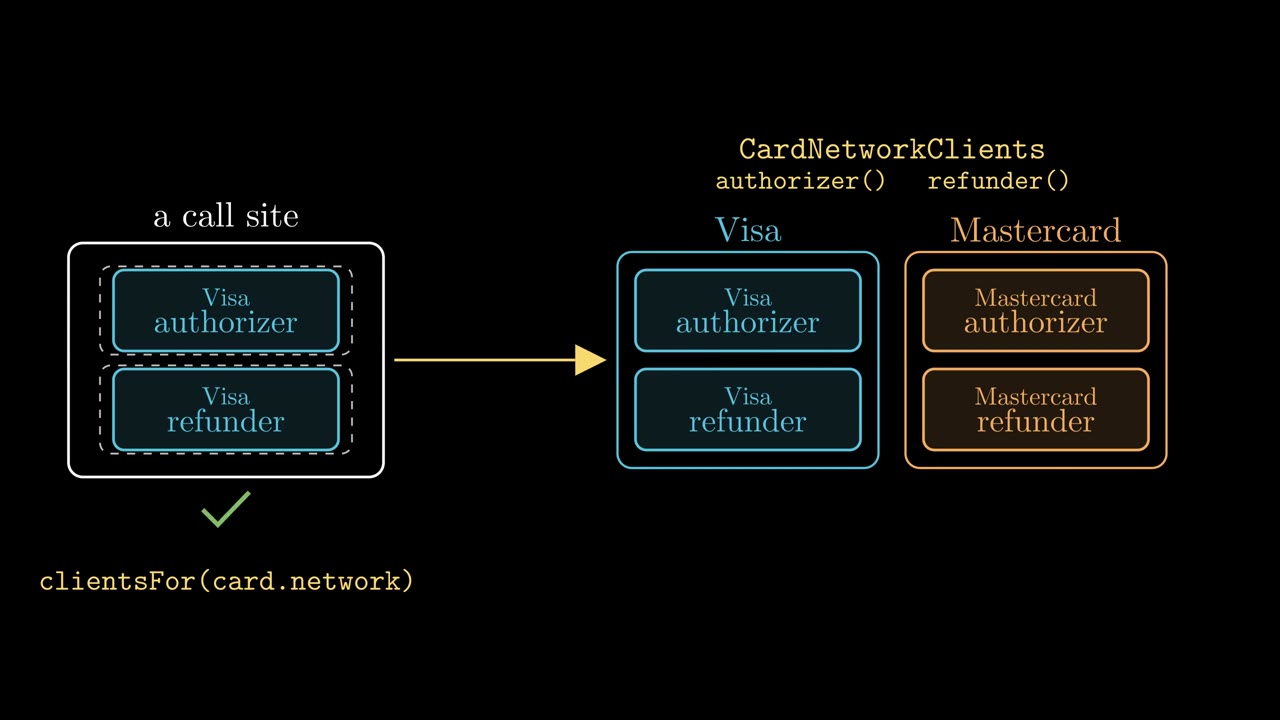 a call site
Visa
authorizer
Visa
refunder
clientsFor(card.network)
CardNetworkClients
authorizer() refunder()
Visa
Visa
authorizer
Visa
refunder
Mastercard
Mastercard
authorizer
Mastercard
refunder